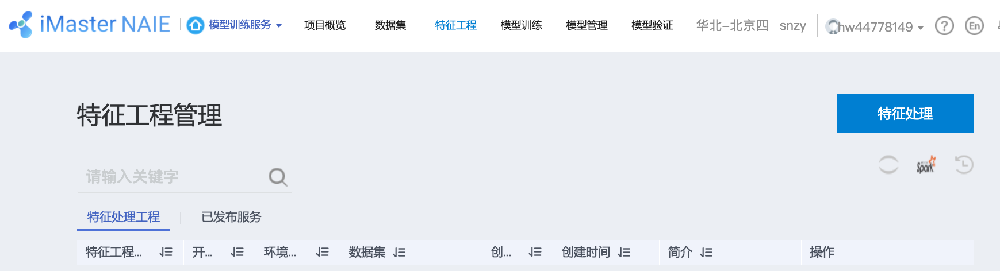 iMaster NAIE 模型训练服务 项目概览 数据集 特征工程 模型训练 模型管理 模型验证 华北-北京四 snzy hw44778149 ? En
特征工程管理 特征处理
请输入关键字 Spark
特征处理工程 已发布服务
特征工程... 开... 环境... 数据集 创... 创建时间 简介 操作